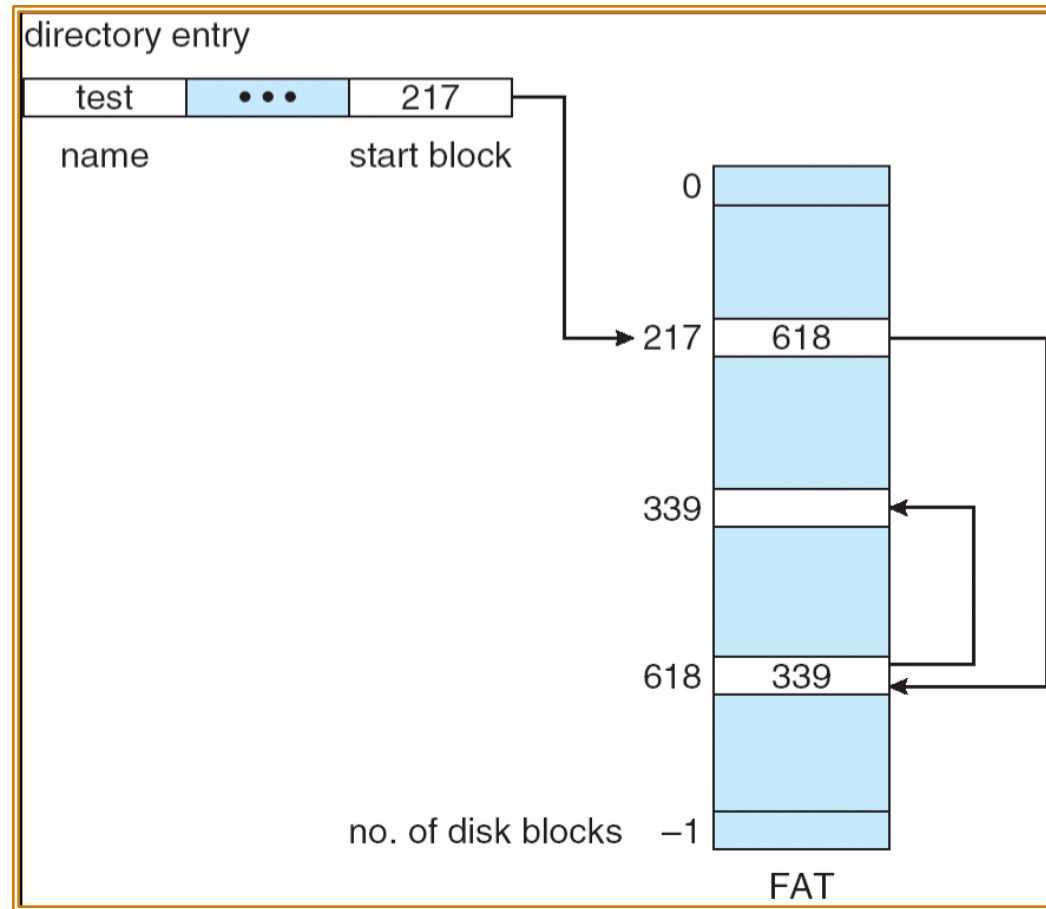 directory entry
test ••• 217
name start block
0
217 618
339
618 339
no. of disk blocks –1
FAT